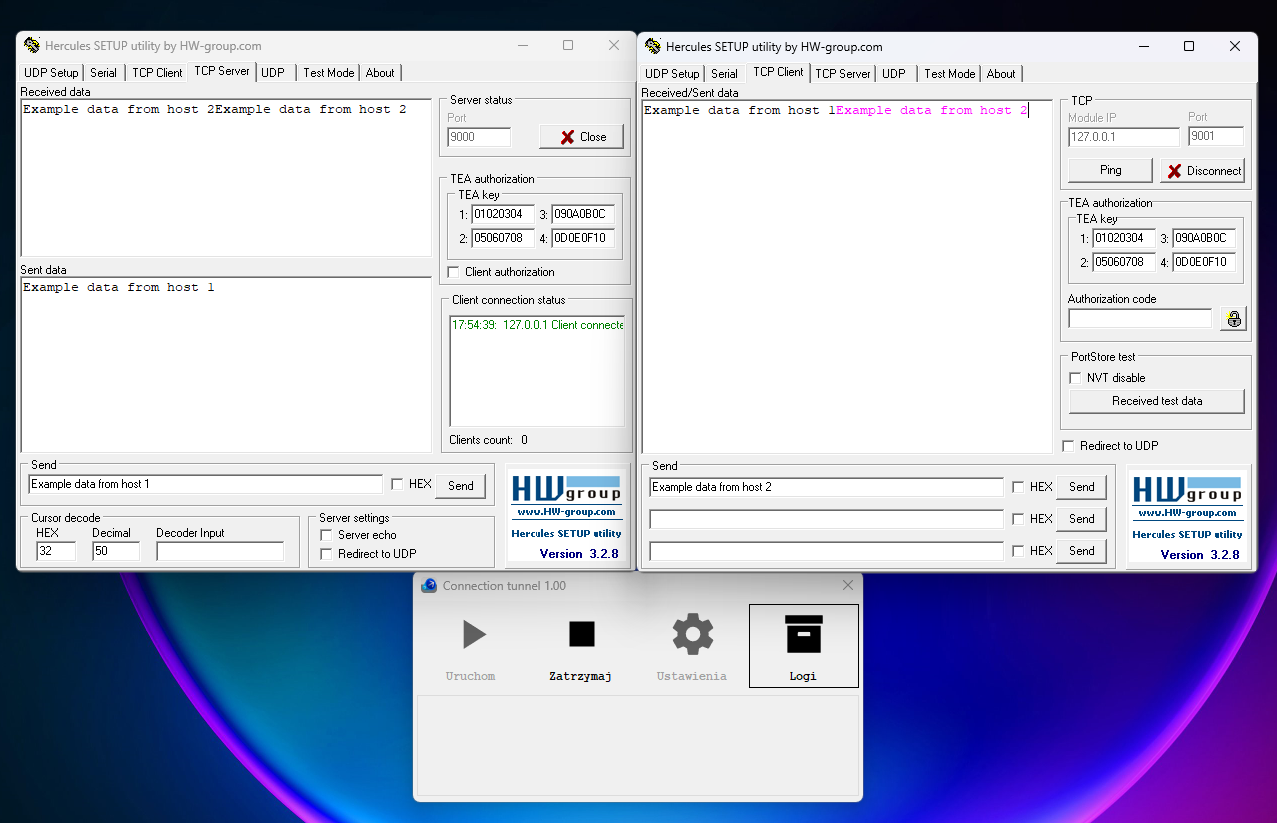 Hercules SETUP utility by HW-group.com
UDP Setup Serial TCP Client TCP Server UDP Test Mode About
Received data
Example data from host 2Example data from host 2
Sent data
Example data from host 1
Server status
Port
9000
Close
TEA authorization
TEA key
1: 01020304 3: 090A0B0C
2: 05060708 4: 0D0E0F10
Client authorization
Client connection status
17:54:39: 127.0.0.1 Client connecte
Clients count: 0
Send
Example data from host 1
HEX
Send
Cursor decode
HEX Decimal Decoder Input
32 50
Server settings
Server echo
Redirect to UDP
HWgroup
www.HW-group.com
Hercules SETUP utility
Version 3.2.8
Hercules SETUP utility by HW-group.com
UDP Setup Serial TCP Client TCP Server UDP Test Mode About
Received/Sent data
Example data from host 1Example data from host 2
TCP
Module IP Port
127.0.0.1 9001
Ping Disconnect
TEA authorization
TEA key
1: 01020304 3: 090A0B0C
2: 05060708 4: 0D0E0F10
Authorization code
PortStore test
NVT disable
Received test data
Redirect to UDP
Send
Example data from host 2 HEX Send
HEX Send
HEX Send
HWgroup
www.HW-group.com
Hercules SETUP utility
Version 3.2.8
Connection tunnel 1.00
Uruchom Zatrzymaj Ustawienia Logi